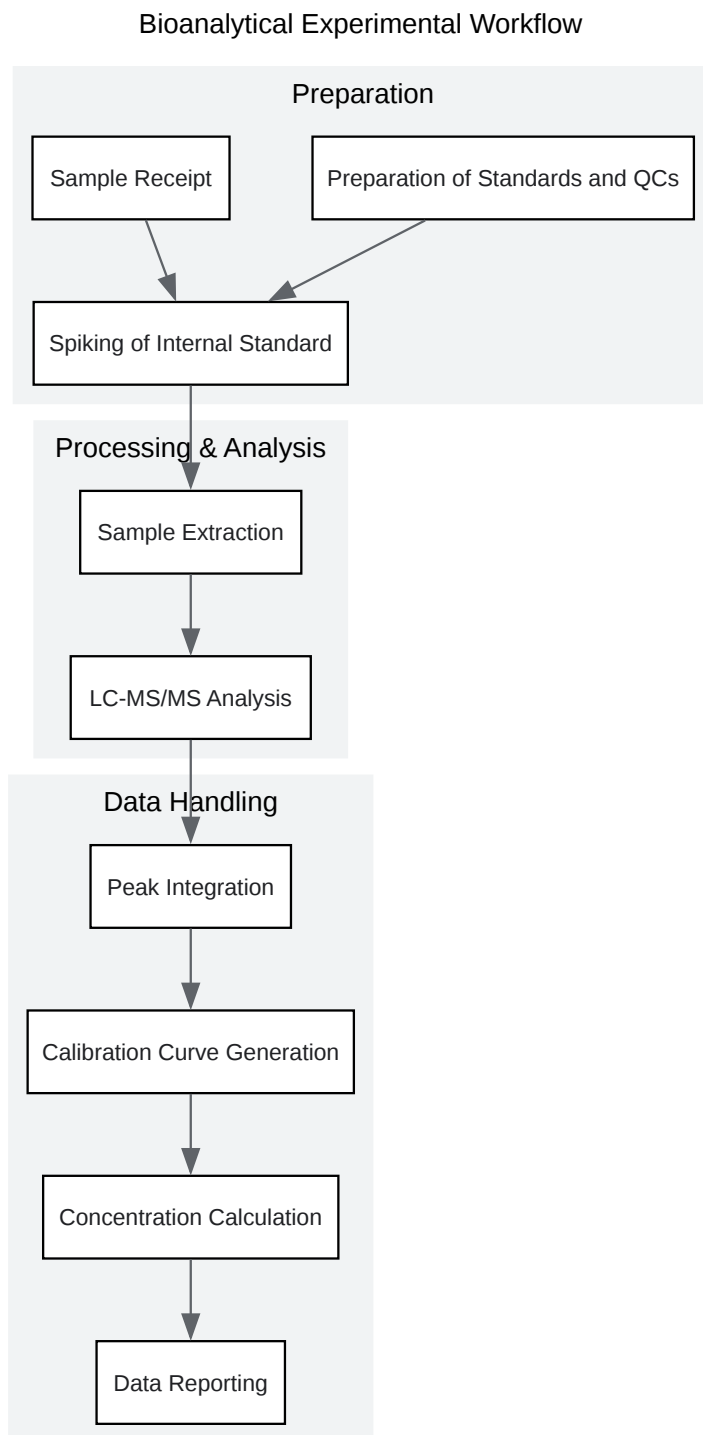 Bioanalytical Experimental Workflow
Preparation
Sample Receipt
Preparation of Standards and QCs
Spiking of Internal Standard
Processing & Analysis
Sample Extraction
LC-MS/MS Analysis
Data Handling
Peak Integration
Calibration Curve Generation
Concentration Calculation
Data Reporting